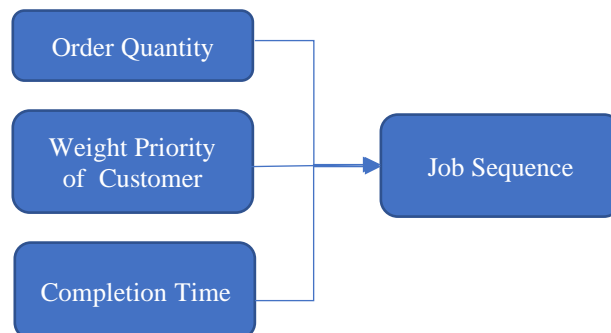 Order Quantity
Weight Priority
of Customer
Job Sequence
Completion Time